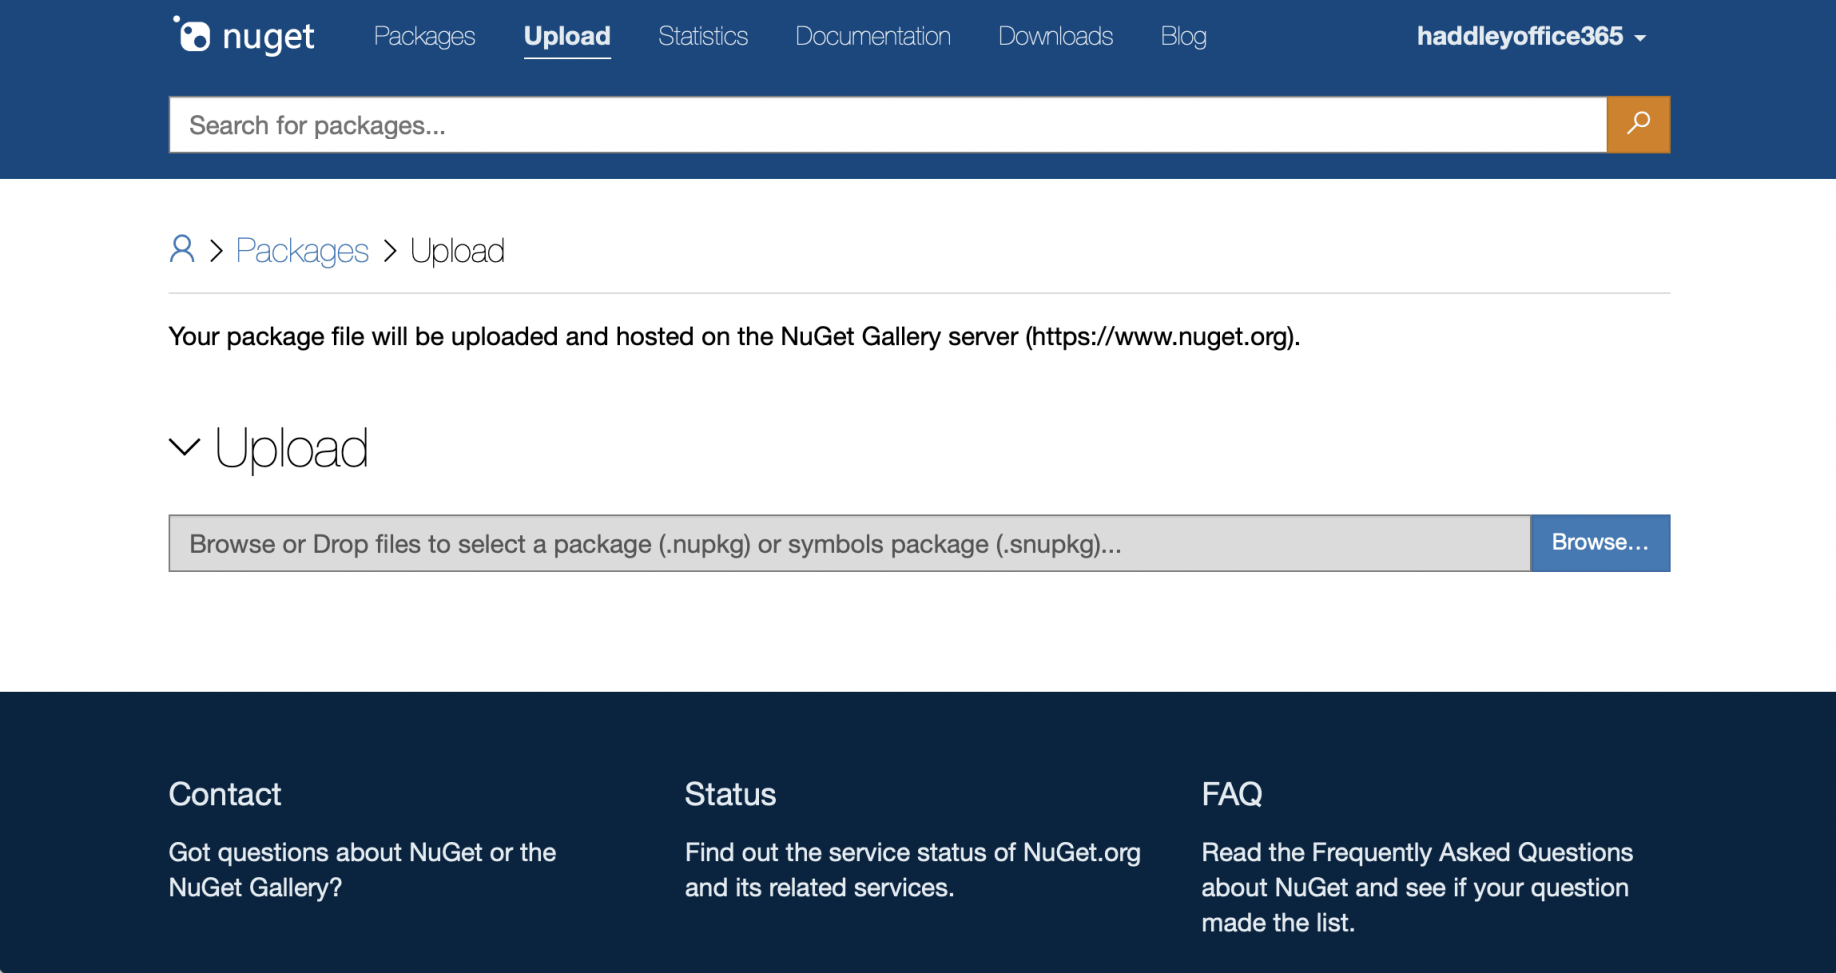 nuget Packages Upload Statistics Documentation Downloads Blog haddleyoffice365
Search for packages...
Packages Upload
Your package file will be uploaded and hosted on the NuGet Gallery server (https://www.nuget.org).
Upload
Browse or Drop files to select a package (.nupkg) or symbols package (.snupkg)... Browse...
Contact
Got questions about NuGet or the
NuGet Gallery?
Status
Find out the service status of NuGet.org
and its related services.
FAQ
Read the Frequently Asked Questions
about NuGet and see if your question
made the list.